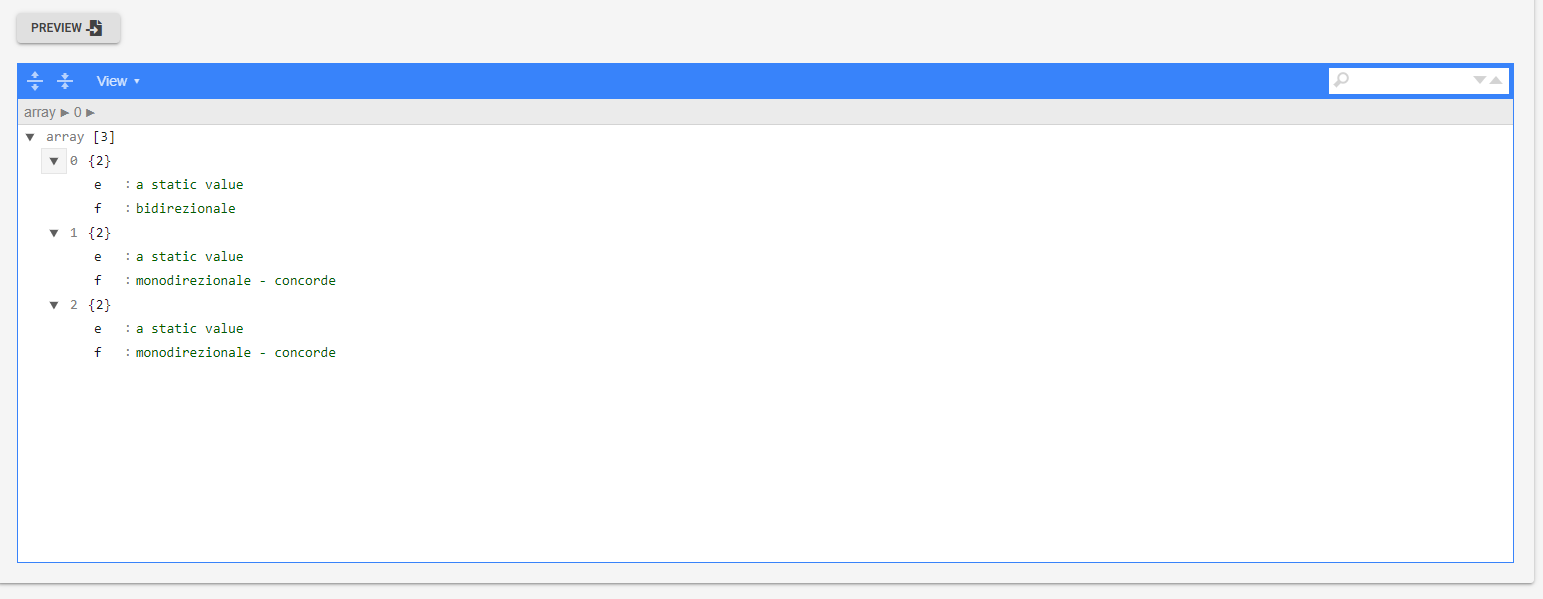 PREVIEW
View ▾
array ▶ 0 ▶
▼ array [3]
▼ 0 {2}
e : a static value
f : bidirezionale
▼ 1 {2}
e : a static value
f : monodirezionale - concorde
▼ 2 {2}
e : a static value
f : monodirezionale - concorde